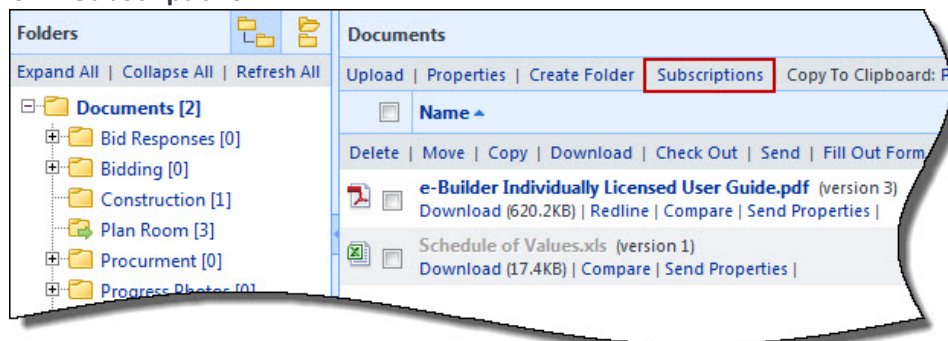 Folders
Expand All | Collapse All | Refresh All
Documents [2]
Bid Responses [0]
Bidding [0]
Construction [1]
Plan Room [3]
Procurment [0]
Progress Photos [0]
Documents
Upload | Properties | Create Folder | Subscriptions Copy To Clipboard:
Name
Delete | Move | Copy | Download | Check Out | Send | Fill Out Form
e-Builder Individually Licensed User Guide.pdf (version 3)
Download (620.2KB) | Redline | Compare | Send Properties |
Schedule of Values.xls (version 1)
Download (17.4KB) | Compare | Send Properties |